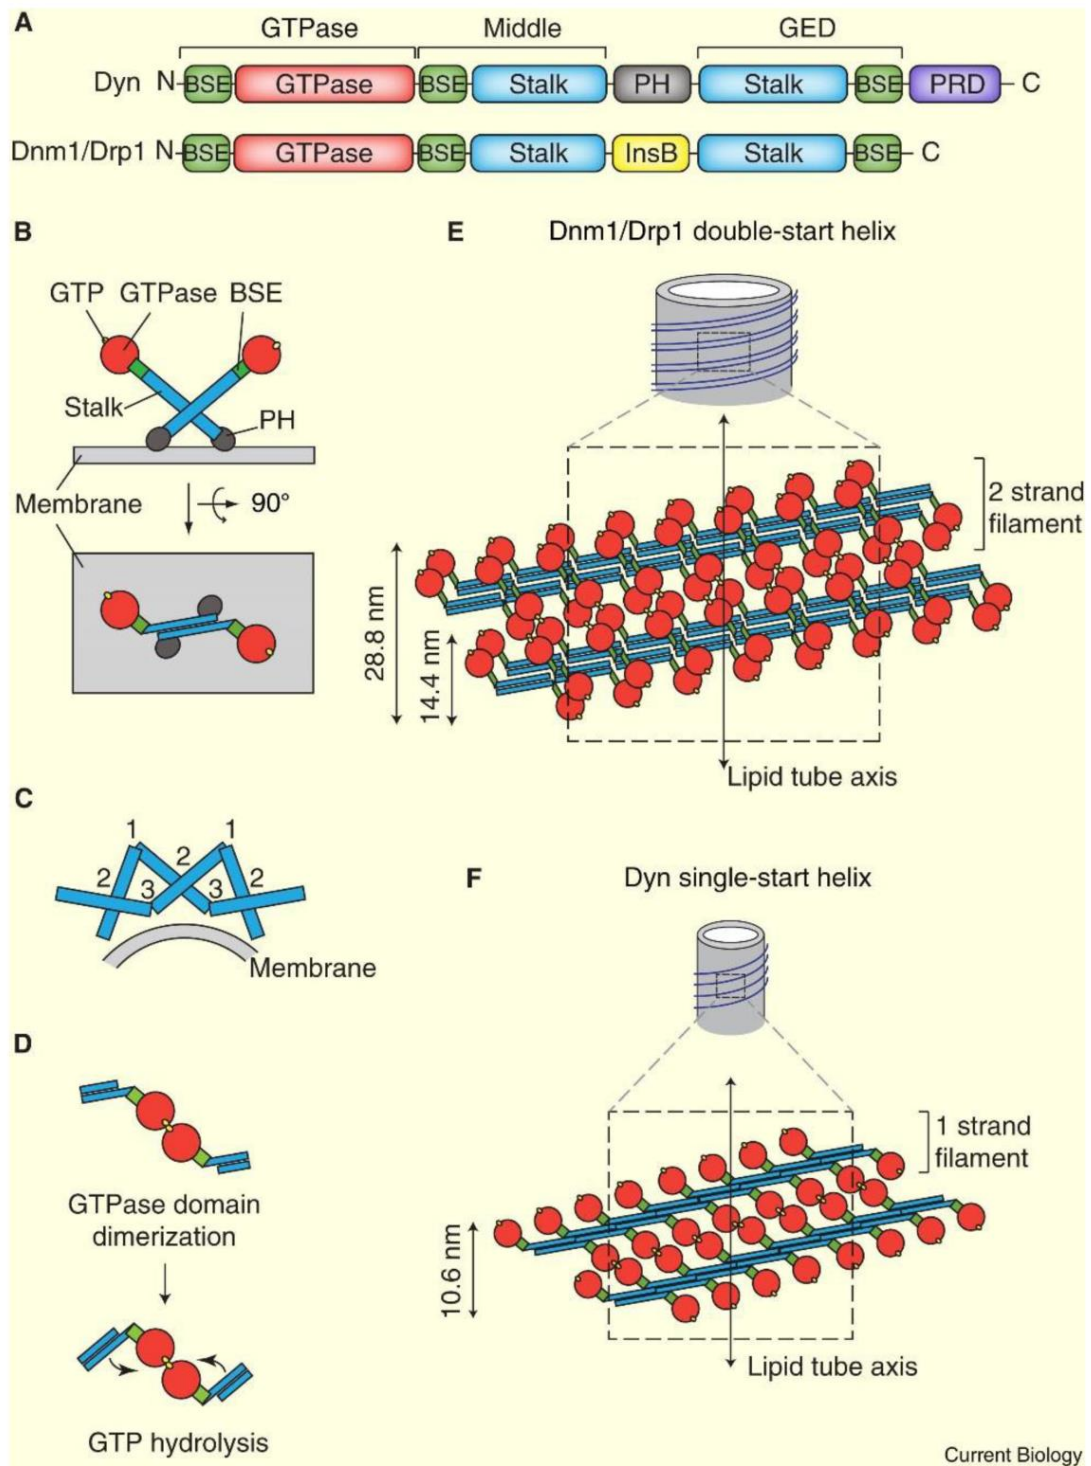 A
GTPase Middle GED
Dyn N BSE GTPase BSE Stalk PH Stalk BSE PRD C
Dnm1/Drp1 N BSE GTPase BSE Stalk InsB Stalk BSE C
B
GTP GTPase BSE
Stalk
PH
Membrane
90°
C
1 1
2 2 2
3 3
Membrane
D
GTPase domain
dimerization
GTP hydrolysis
E
Dnm1/Drp1 double-start helix
2 strand
filament
28.8 nm
14.4 nm
Lipid tube axis
F
Dyn single-start helix
1 strand
filament
10.6 nm
Lipid tube axis
Current Biology